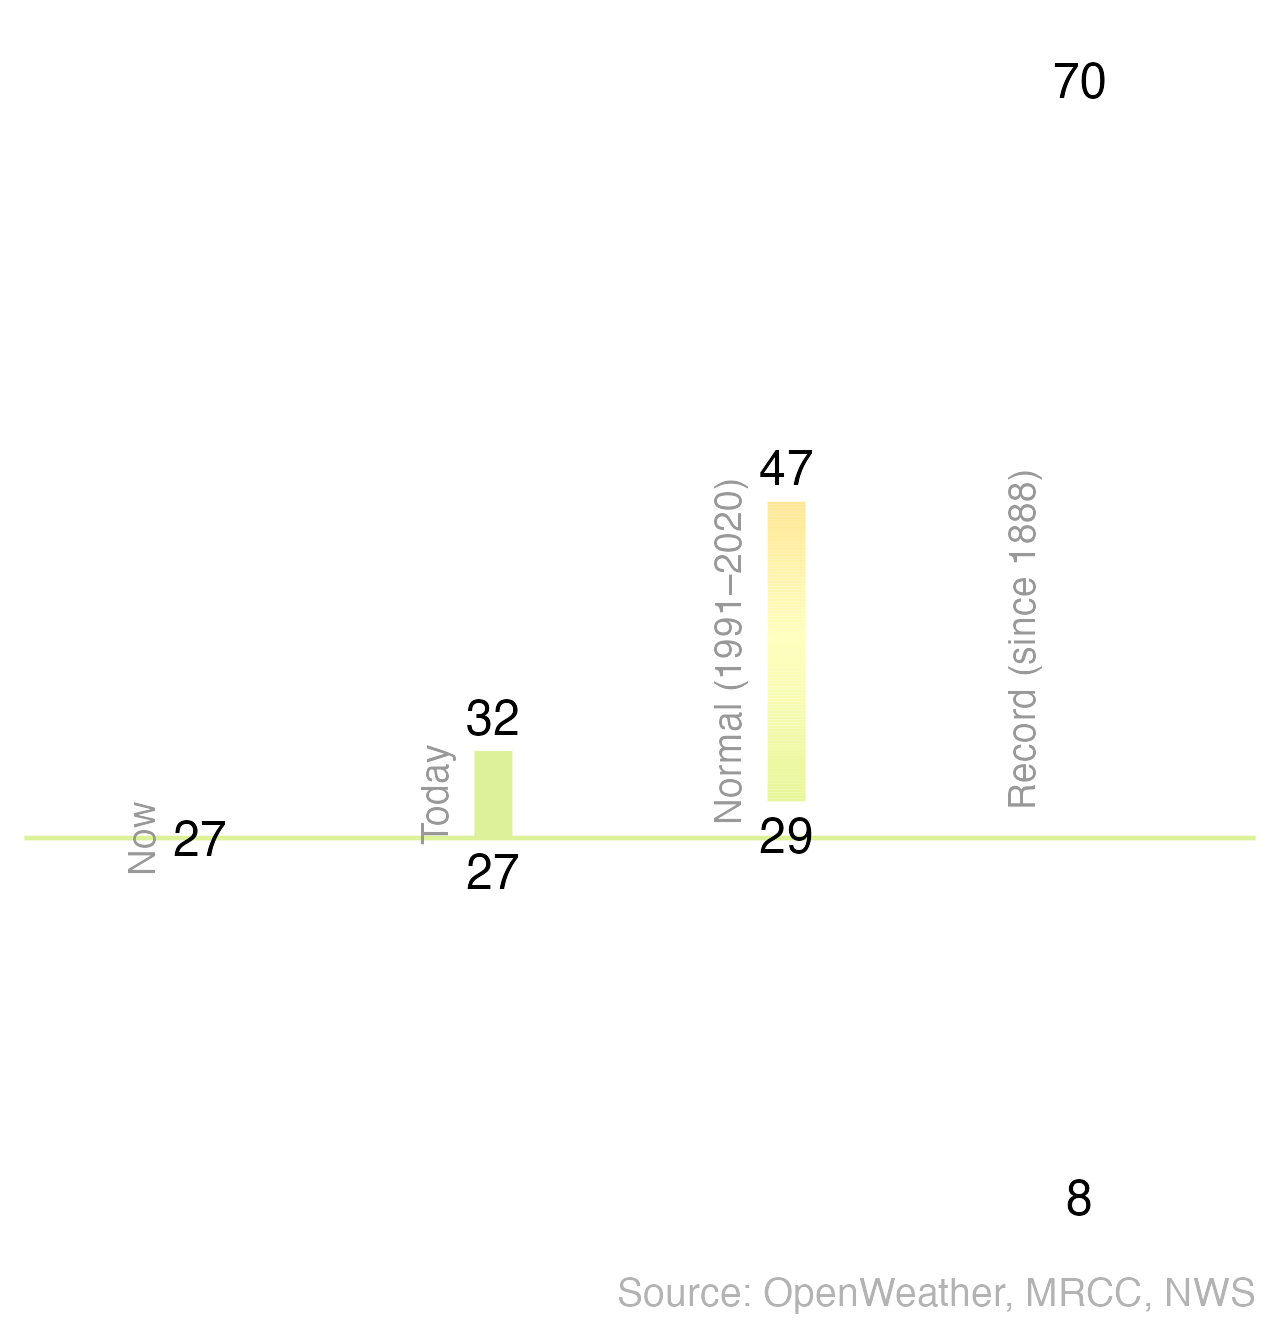 70
47
Normal (1991–2020)
Record (since 1888)
32
Today
Now
27
29
27
8
Source: OpenWeather, MRCC, NWS